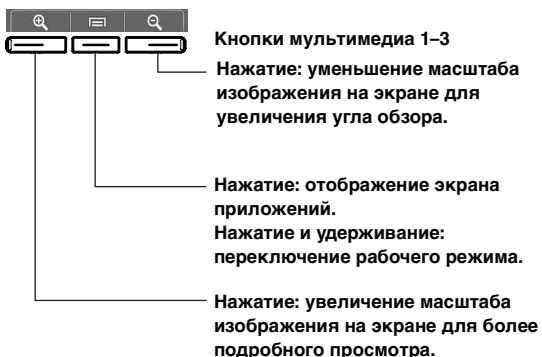 Кнопки мультимедиа 1–3
Нажатие: уменьшение масштаба
изображения на экране для
увеличения угла обзора.
Нажатие: отображение экрана
приложений.
Нажатие и удерживание:
переключение рабочего режима.
Нажатие: увеличение масштаба
изображения на экране для более
подробного просмотра.